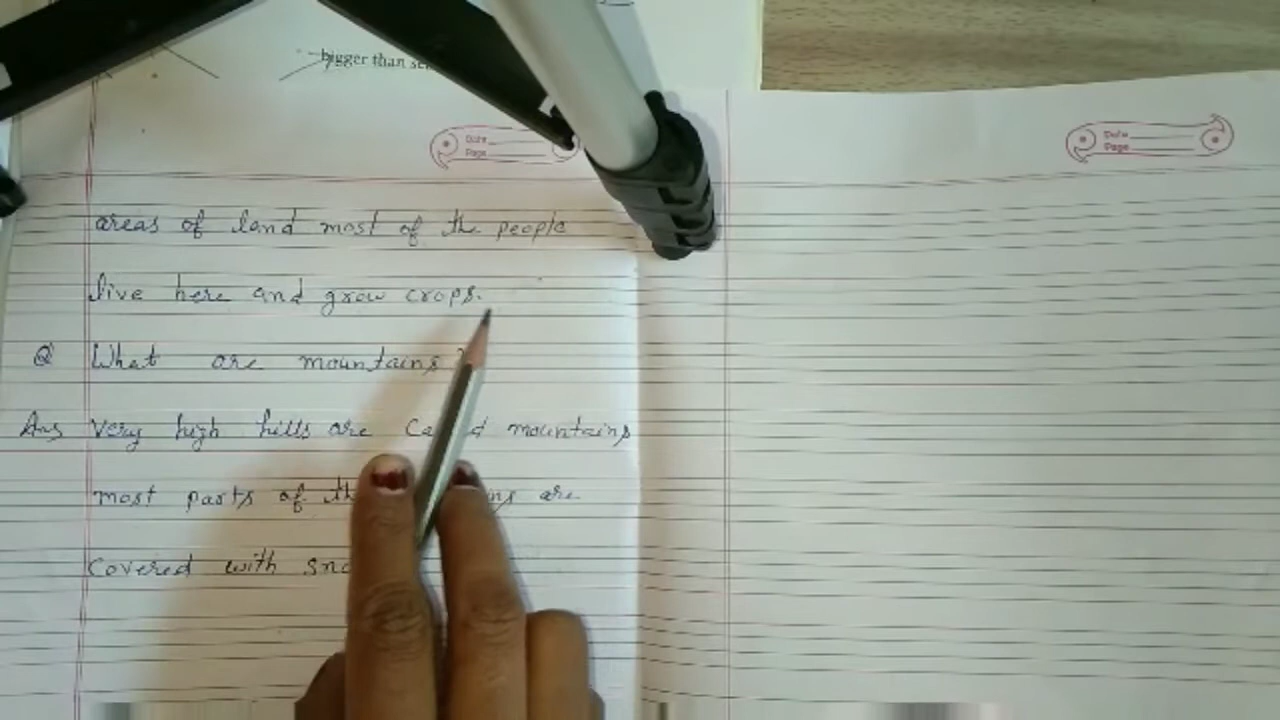 bigger than
Date
Page
Date
Page
areas of land most of the people
live here and grow crops.
Q What are mountains?
Ans Very high hills are mountains
most parts of are
covered with